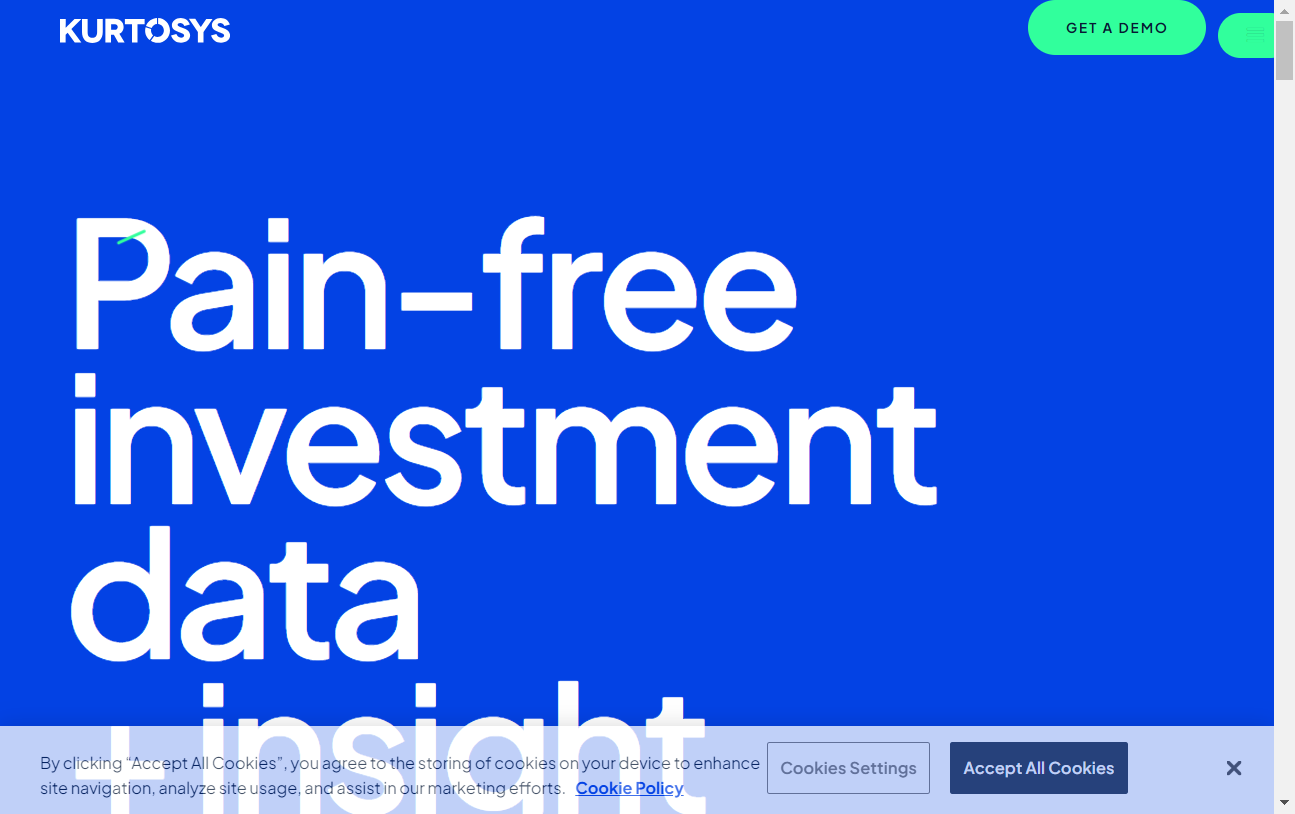 KURTOSYS
GET A DEMO
Pain-free
investment
data
+ insight
By clicking “Accept All Cookies”, you agree to the storing of cookies on your device to enhance
site navigation, analyze site usage, and assist in our marketing efforts. Cookie Policy
Cookies Settings
Accept All Cookies